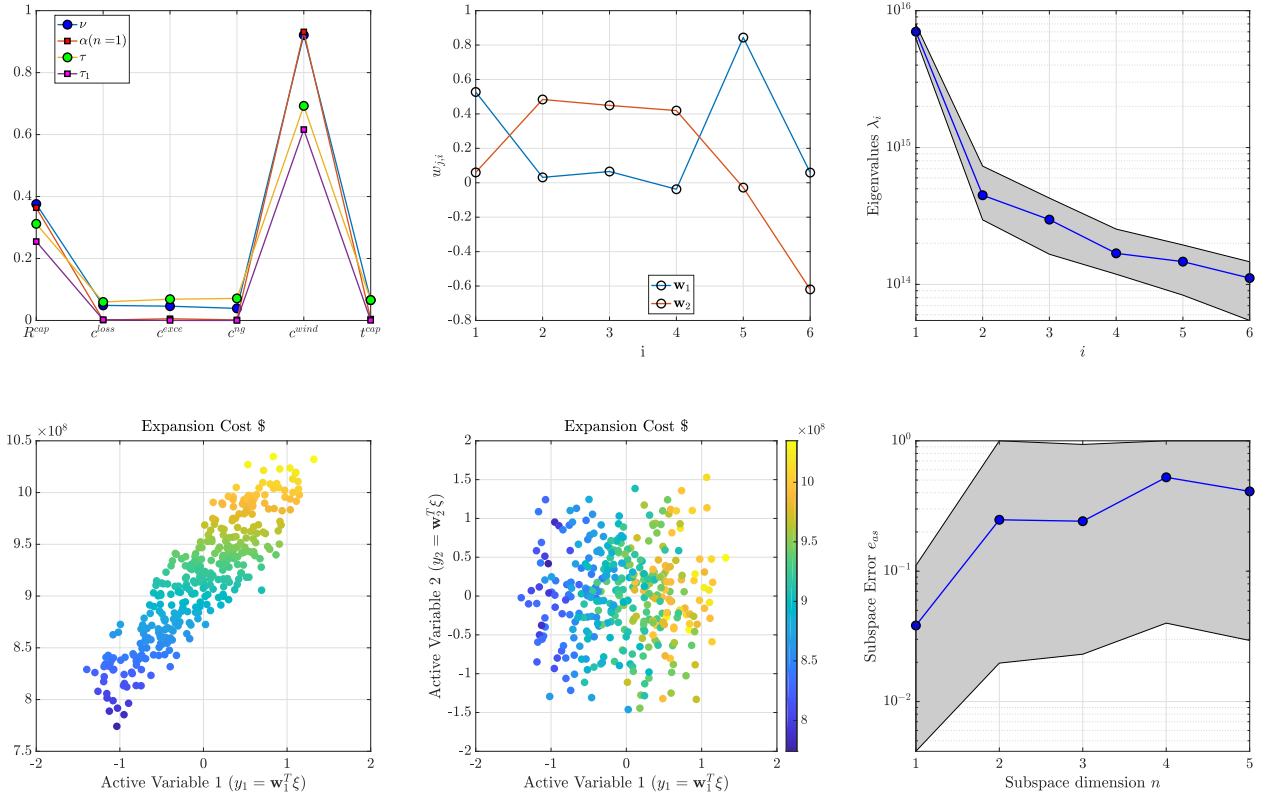 ν
α(n=1)
τ
τ₁
1
0.8
0.6
0.4
0.2
0
R^{cap} c^{loss} c^{exce} c^{ng} c^{wind} t^{cap}
1
0.8
0.6
0.4
0.2
0
-0.2
-0.4
-0.6
-0.8
w_{j,i}
w₁
w₂
1 2 3 4 5 6
i
10^{16}
10^{15}
10^{14}
Eigenvalues λ_i
1 2 3 4 5 6
i
Expansion Cost $
×10^8
10.5
10
9.5
9
8.5
8
7.5
-2 -1 0 1 2
Active Variable 1 (y₁ = w₁^T ξ)
Expansion Cost $
2
1.5
1
0.5
0
-0.5
-1
-1.5
-2
Active Variable 2 (y₂ = w₂^T ξ)
-2 -1 0 1 2
Active Variable 1 (y₁ = w₁^T ξ)
×10^8
10
9.5
9
8.5
8
10^0
10^{-1}
10^{-2}
Subspace Error e_{as}
1 2 3 4 5
Subspace dimension n